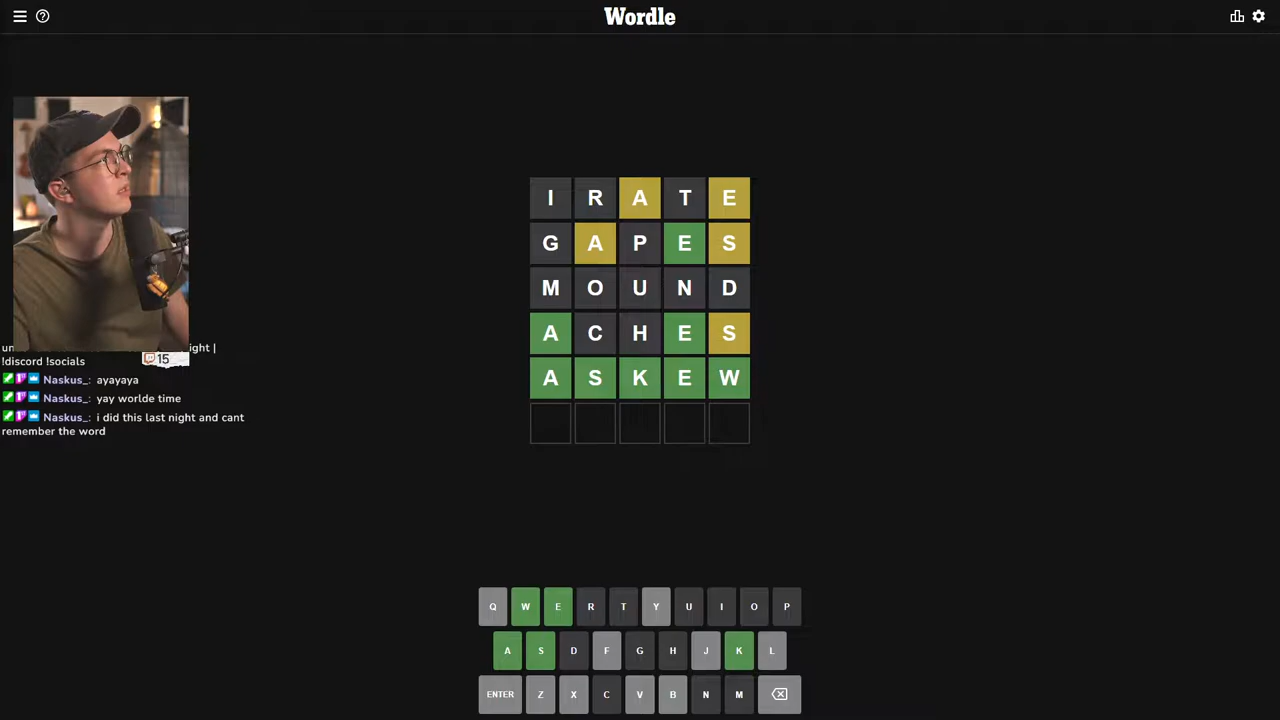 Wordle
I R A T E
G A P E S
M O U N D
A C H E S
A S K E W
ight |
!discord !socials
15
Naskus_: ayayaya
Naskus_: yay worlde time
Naskus_: i did this last night and cant
remember the word
Q W E R T Y U I O P
A S D F G H J K L
ENTER Z X C V B N M